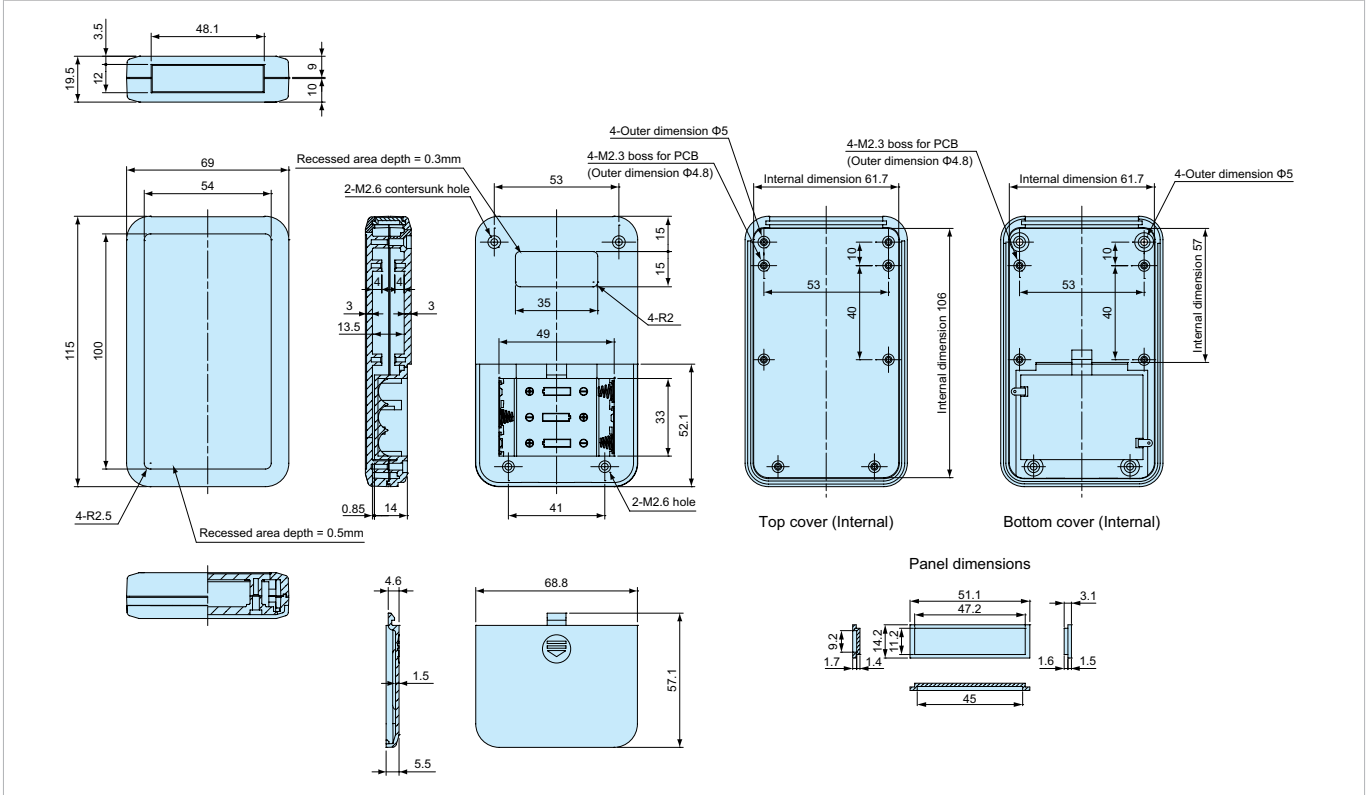 48.1
3.5
19.5
12
9
10
69
54
115
100
4-R2.5
Recessed area depth = 0.5mm
Recessed area depth = 0.3mm
2-M2.6 contersunk hole
4
4
3
3
13.5
0.85
14
53
15
15
35
4-R2
49
33
52.1
41
2-M2.6 hole
4-Outer dimension Φ5
4-M2.3 boss for PCB
(Outer dimension Φ4.8)
Internal dimension 61.7
10
53
40
Internal dimension 106
Top cover (Internal)
4-M2.3 boss for PCB
(Outer dimension Φ4.8)
Internal dimension 61.7
4-Outer dimension Φ5
10
53
40
Internal dimension 57
Bottom cover (Internal)
4.6
1.5
5.5
68.8
57.1
Panel dimensions
51.1
47.2
9.2
14.2
11.2
1.7
1.4
3.1
1.6
1.5
45